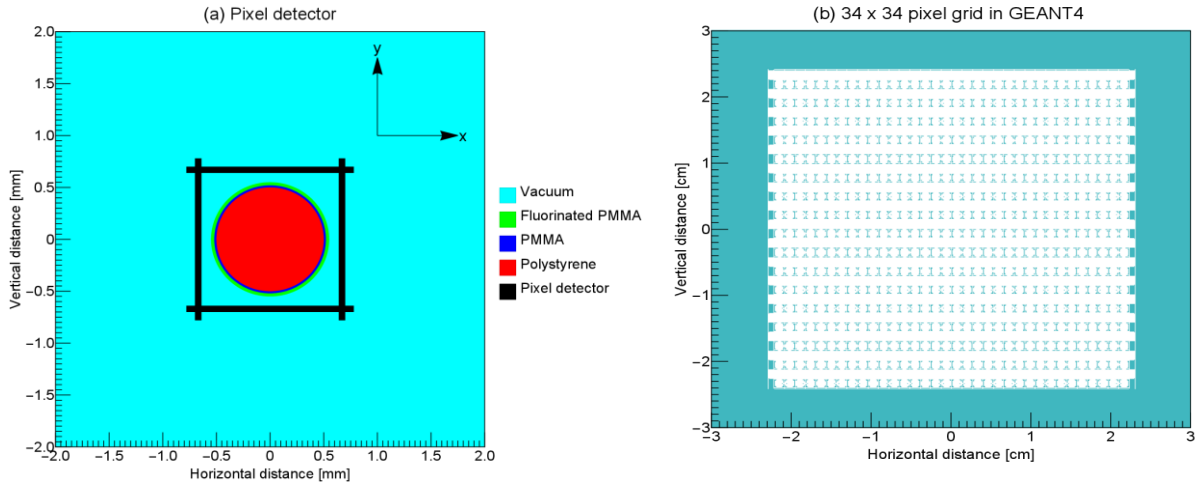 (a) Pixel detector
2.0
1.5
1.0
0.5
0
−0.5
−1.0
−1.5
−2.0
−2.0
−1.5
−1.0
−0.5
0
0.5
1.0
1.5
2.0
Vertical distance [mm]
Horizontal distance [mm]
y
x
Vacuum
Fluorinated PMMA
PMMA
Polystyrene
Pixel detector
(b) 34 x 34 pixel grid in GEANT4
3
2
1
0
−1
−2
−3
−3
−2
−1
0
1
2
3
Vertical distance [cm]
Horizontal distance [cm]